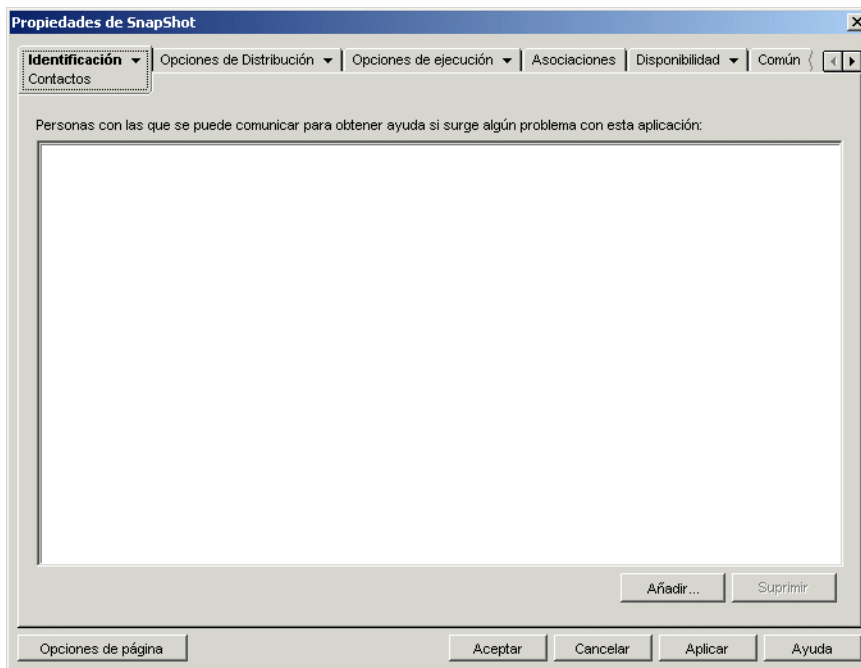 Propiedades de SnapShot
Identificación Opciones de Distribución Opciones de ejecución Asociaciones Disponibilidad Común
Contactos
Personas con las que se puede comunicar para obtener ayuda si surge algún problema con esta aplicación:
Añadir... Suprimir
Opciones de página Aceptar Cancelar Aplicar Ayuda